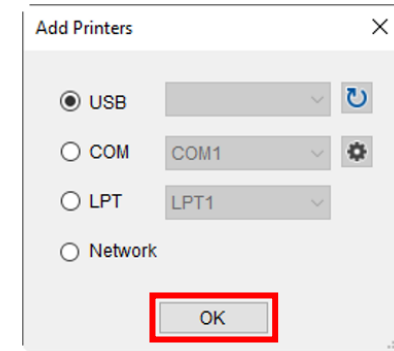 Add Printers
USB
COM COM1
LPT LPT1
Network
OK